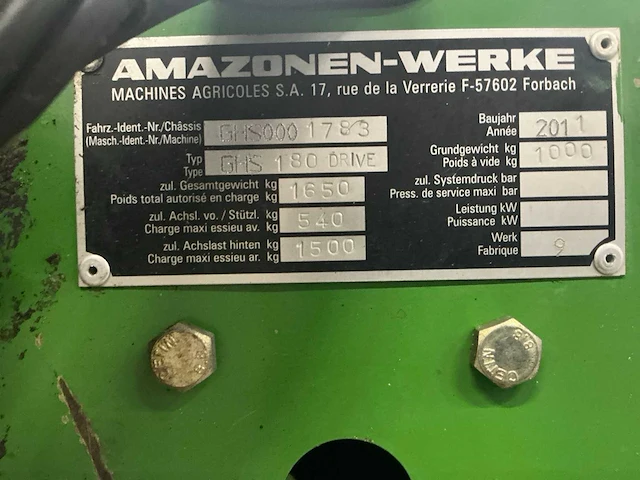 AMAZONEN-WERKE
MACHINES AGRICOLES S.A. 17, rue de la Verrerie F-57602 Forbach
Fahrz.-Ident.-Nr./Châssis
(Masch.-Ident.-Nr./Machine)
GHS0001783
Typ
Type
GHS 180 DRIVE
zul. Gesamtgewicht kg
Poids total autorisé en charge kg
1650
zul. Achsl. vo. / Stützl. kg
Charge maxi essieu av. kg
540
zul. Achslast hinten kg
Charge maxi essieu ar. kg
1500
Baujahr
Année
2011
Grundgewicht kg
Poids à vide kg
1000
zul. Systemdruck bar
Press. de service maxi bar
Leistung kW
Puissance kW
Werk
Fabrique
9
8.8
8.8